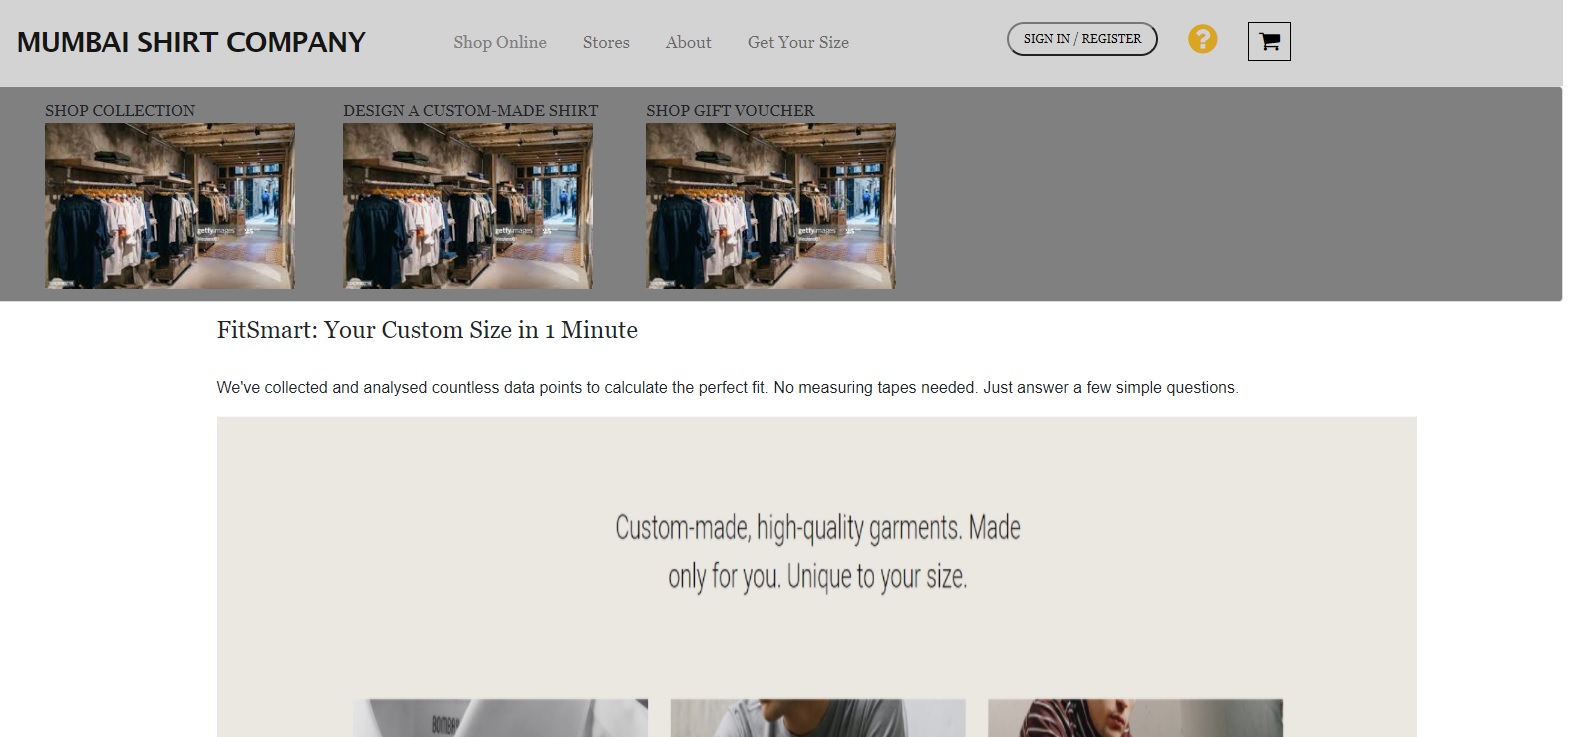 MUMBAI SHIRT COMPANY
Shop Online
Stores
About
Get Your Size
SIGN IN / REGISTER
?
SHOP COLLECTION
DESIGN A CUSTOM-MADE SHIRT
SHOP GIFT VOUCHER
gettyimages
gettyimages
gettyimages
FitSmart: Your Custom Size in 1 Minute
We've collected and analysed countless data points to calculate the perfect fit. No measuring tapes needed. Just answer a few simple questions.
Custom-made, high-quality garments. Made
only for you. Unique to your size.